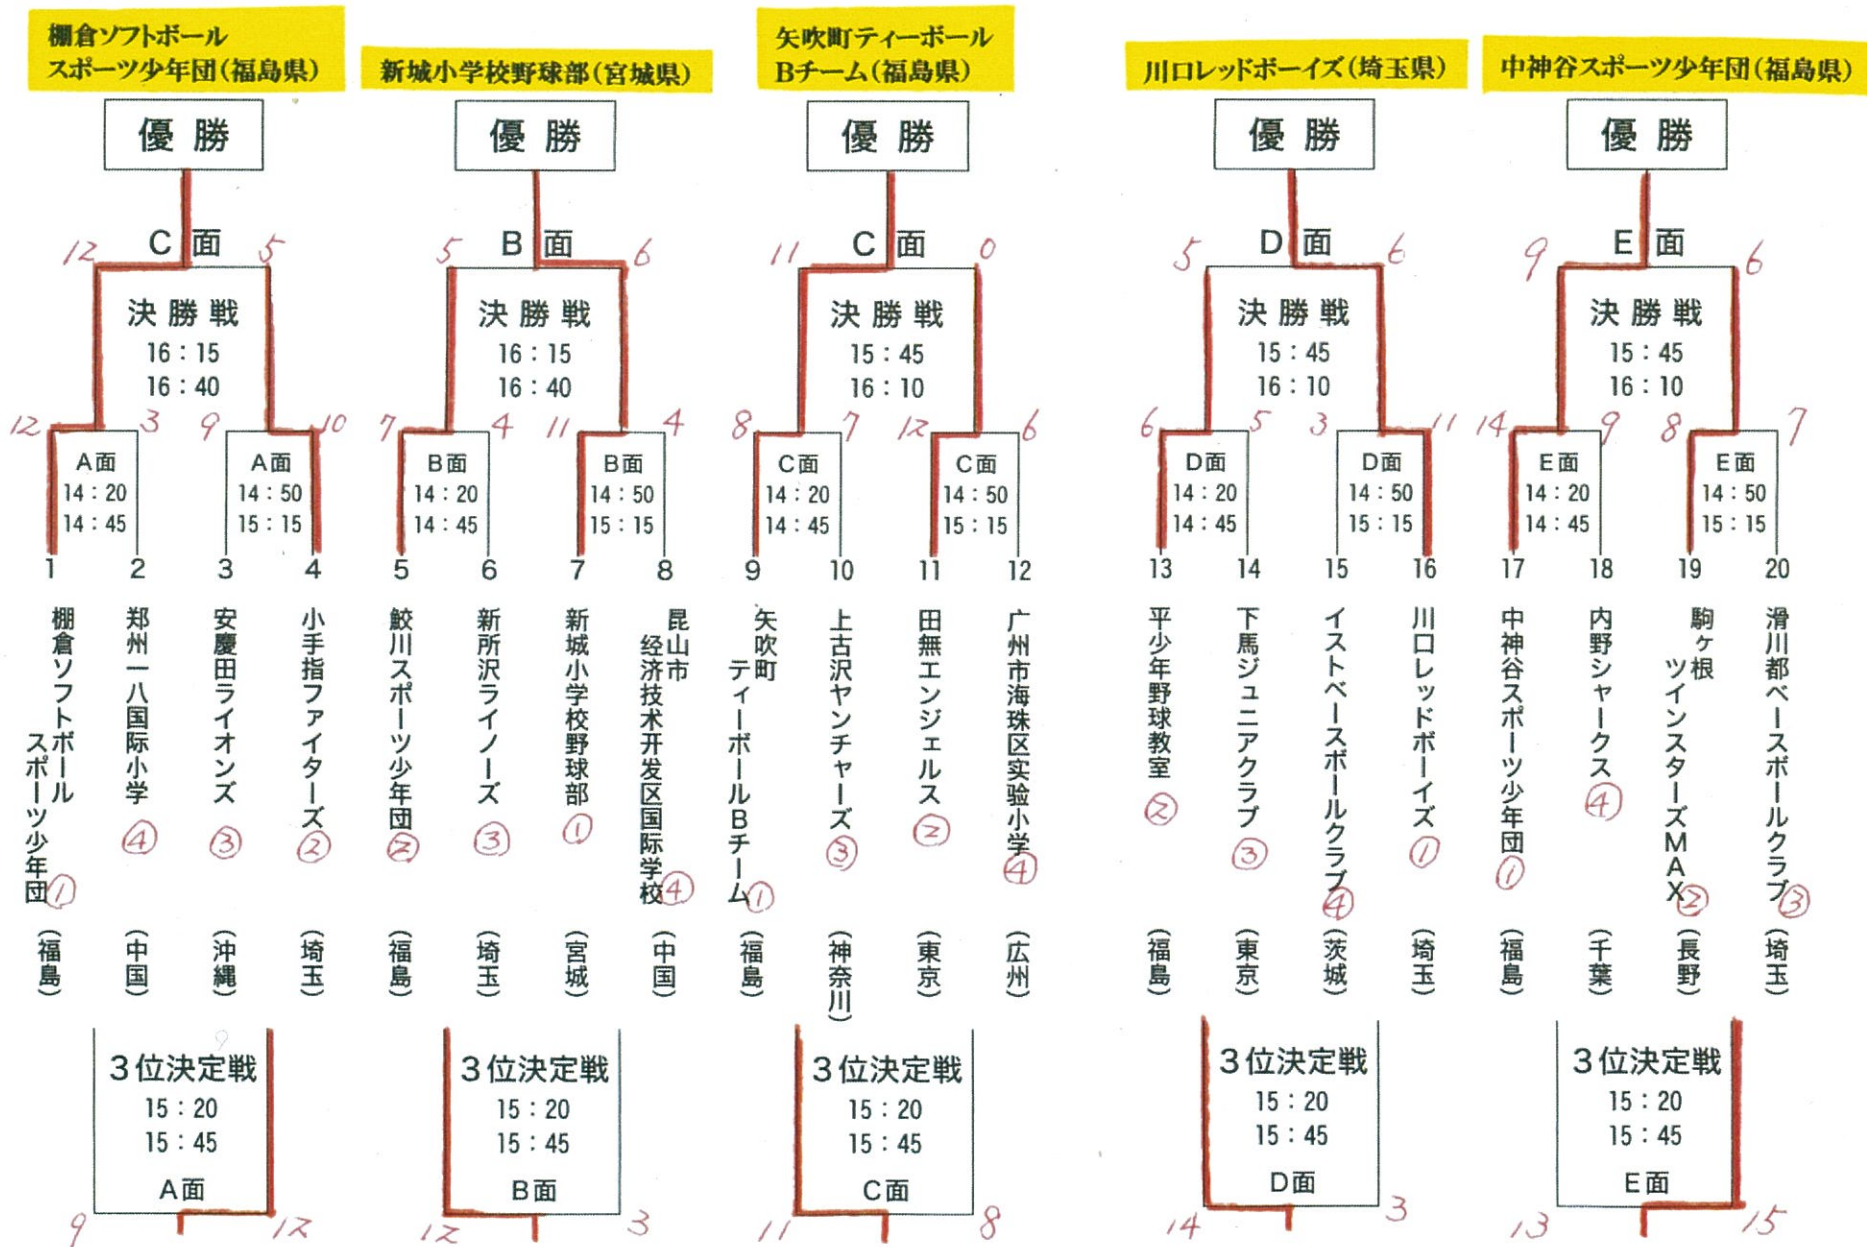 棚倉ソフトボール
スポーツ少年団(福島県)
新城小学校野球部(宮城県)
矢吹町ティーボール
Bチーム(福島県)
川口レッドボーイズ(埼玉県)
中神谷スポーツ少年団(福島県)
優勝 優勝 優勝 優勝 優勝
12 C面 5
5 B面 6
11 C面 0
5 D面 6
9 E面 6
決勝戦
16:15
16:40
決勝戦
16:15
16:40
決勝戦
15:45
16:10
決勝戦
15:45
16:10
決勝戦
15:45
16:10
12 3 9 10 7 4 11 4 8 7 12 6 6 5 3 11 14 9 8 7
A面
14:20
14:45
A面
14:50
15:15
B面
14:20
14:45
B面
14:50
15:15
C面
14:20
14:45
C面
14:50
15:15
D面
14:20
14:45
D面
14:50
15:15
E面
14:20
14:45
E面
14:50
15:15
1 2 3 4 5 6 7 8 9 10 11 12 13 14 15 16 17 18 19 20
棚倉ソフトボール
スポーツ少年団 ①
(福島)
郑州一八国际小学 ④
(中国)
安慶田ライオンズ ③
(沖縄)
小手指ファイターズ ②
(埼玉)
鮫川スポーツ少年団 ②
(福島)
新所沢ライノーズ ③
(埼玉)
新城小学校野球部 ①
(宮城)
昆山市
经济技术开发区国际学校 ④
(中国)
矢吹町
ティーボールBチーム ①
(福島)
上古沢ヤンチャーズ ③
(神奈川)
田無エンジェルス ②
(東京)
广州市海珠区实验小学 ④
(広州)
平少年野球教室 ②
(福島)
下馬ジュニアクラブ ③
(東京)
イストベースボールクラブ ④
(茨城)
川口レッドボーイズ ①
(埼玉)
中神谷スポーツ少年団 ①
(福島)
内野シャークス ④
(千葉)
駒ヶ根
ツインスターズMAX ②
(長野)
滑川都ベースボールクラブ ③
(埼玉)
3位決定戦
15:20
15:45
A面
9 12
3位決定戦
15:20
15:45
B面
12 3
3位決定戦
15:20
15:45
C面
11 8
3位決定戦
15:20
15:45
D面
14 3
3位決定戦
15:20
15:45
E面
13 15